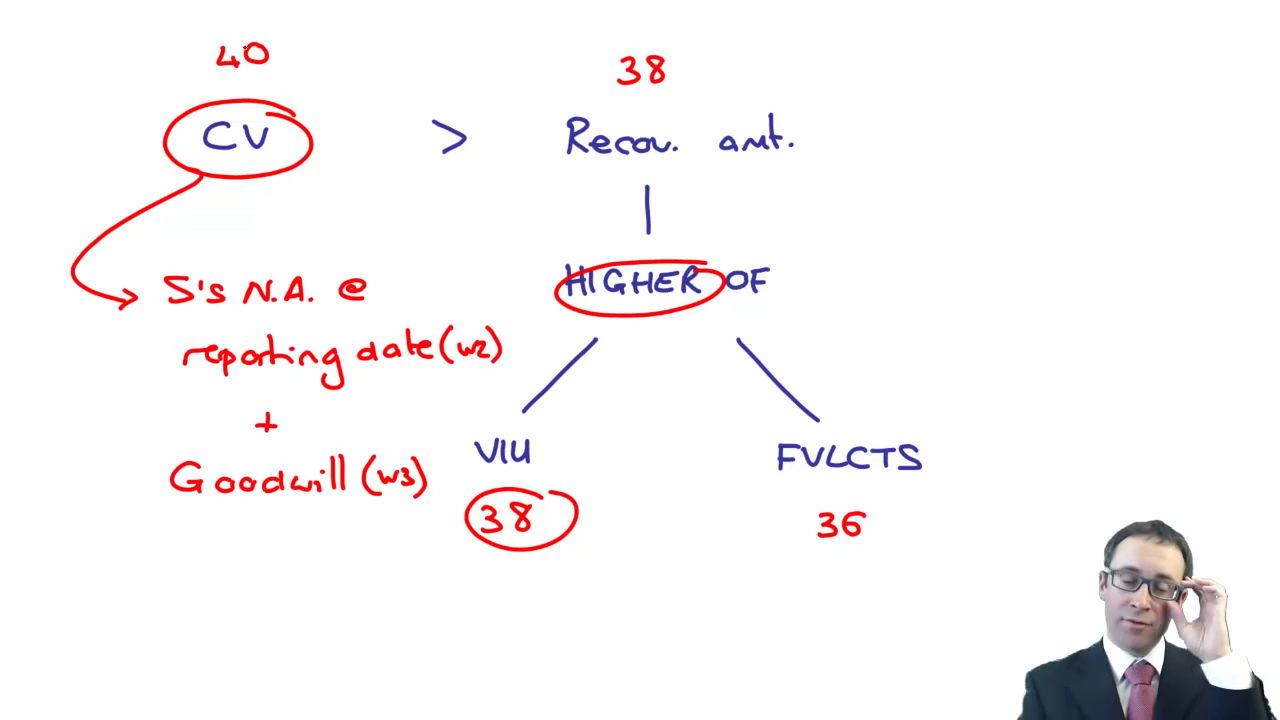 40
38
CV > Recov. amt.
HIGHER OF
S's N.A. @
reporting date (W2)
+
Goodwill (W3)
VIU
FVLCTS
38
36